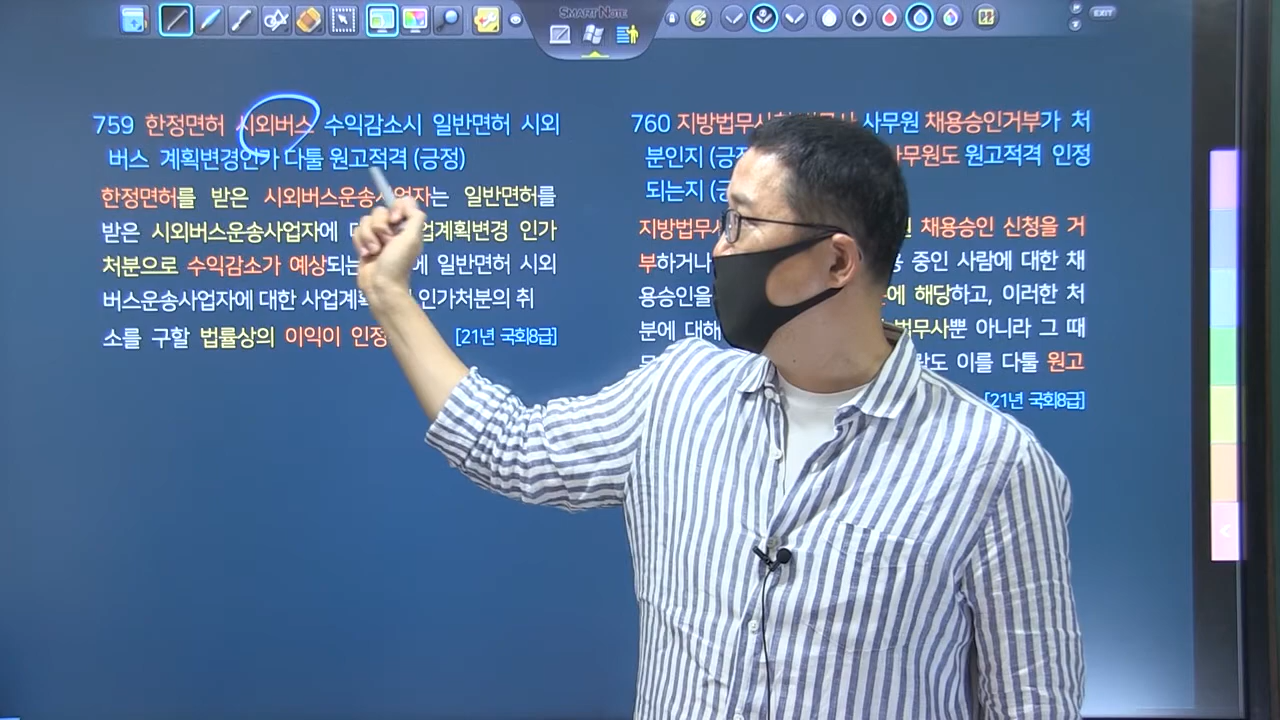 SMARTNOTE
EXIT
759 한정면허 시외버스 수익감소시 일반면허 시외
버스 계획변경인가 다툴 원고적격 (긍정)
한정면허를 받은 시외버스운송사업자는 일반면허를
받은 시외버스운송사업자에 업계획변경 인가
처분으로 수익감소가 예상되는 에 일반면허 시외
버스운송사업자에 대한 사업계획 인가처분의 취
소를 구할 법률상의 이익이 인정
[21년 국회8급]
760 지방법무사회 사무원 채용승인거부가 처
분인지 사무원도 원고적격 인정
되는지
지방법무사 채용승인 신청을 거
부하거나 중인 사람에 대한 채
용승인을 에 해당하고, 이러한 처
분에 대해 법무사뿐 아니라 그 때
도 이를 다툴 원고
[21년 국회8급]